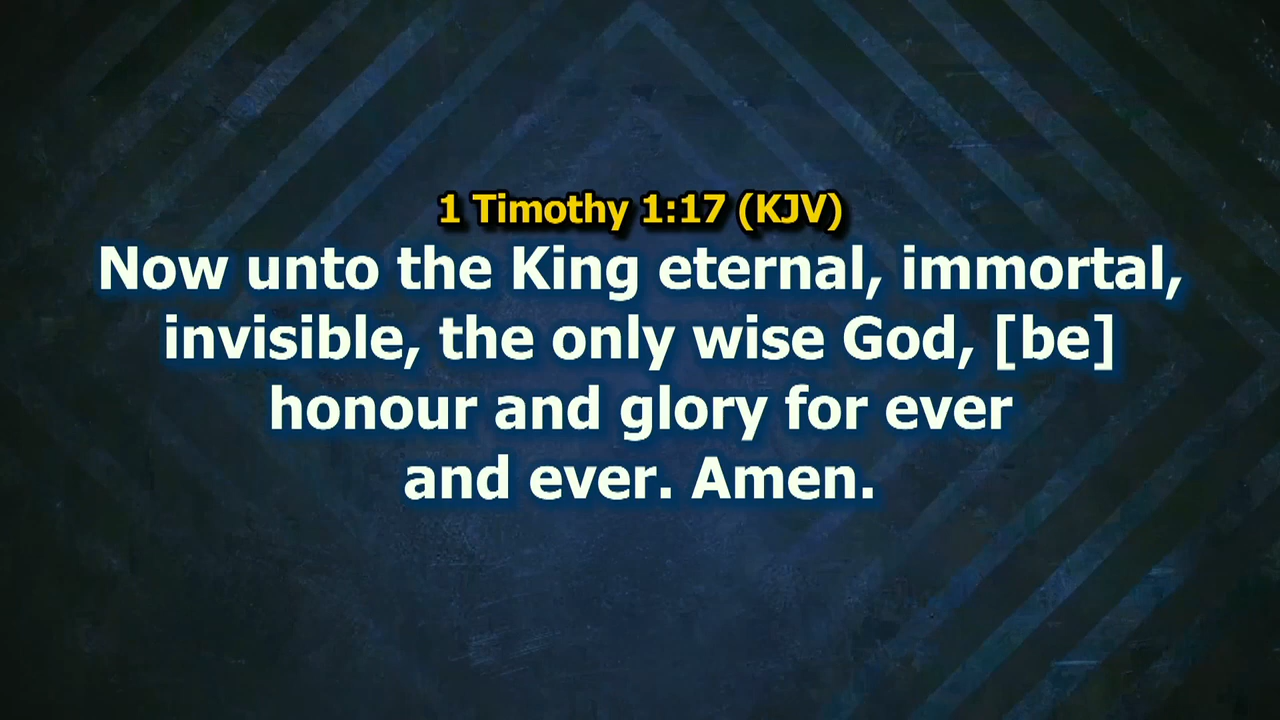 1 Timothy 1:17 (KJV)
Now unto the King eternal, immortal,
invisible, the only wise God, [be]
honour and glory for ever
and ever. Amen.